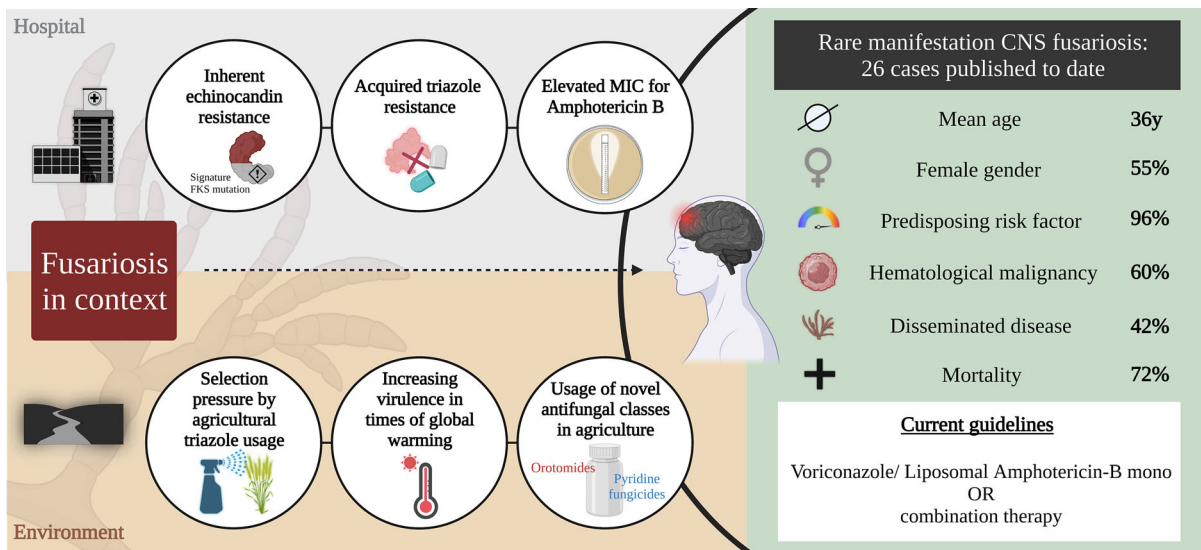 Hospital
Inherent
echinocandin
resistance
Signature
FKS mutation
Acquired triazole
resistance
Elevated MIC for
Amphotericin B
Fusariosis
in context
Selection
pressure by
agricultural
triazole usage
Increasing
virulence in
times of global
warming
Usage of novel
antifungal classes
in agriculture
Orotomides
Pyridine
fungicides
Environment
Rare manifestation CNS fusariosis:
26 cases published to date
Mean age 36y
Female gender 55%
Predisposing risk factor 96%
Hematological malignancy 60%
Disseminated disease 42%
Mortality 72%
Current guidelines
Voriconazole/ Liposomal Amphotericin-B mono
OR
combination therapy